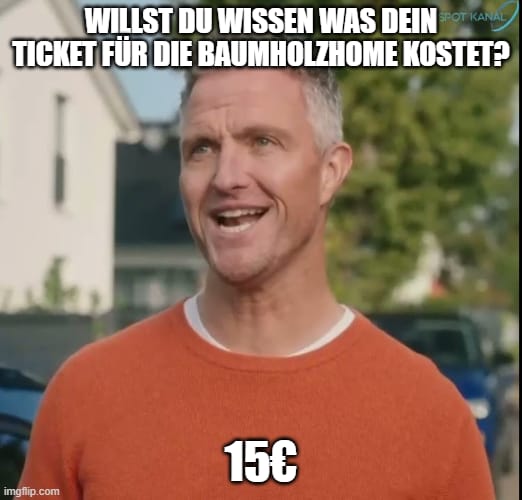 WILLST DU WISSEN WAS DEIN
SPOT KANAL
TICKET FÜR DIE BAUMHOLZHOME KOSTET?
15€
imgflip.com